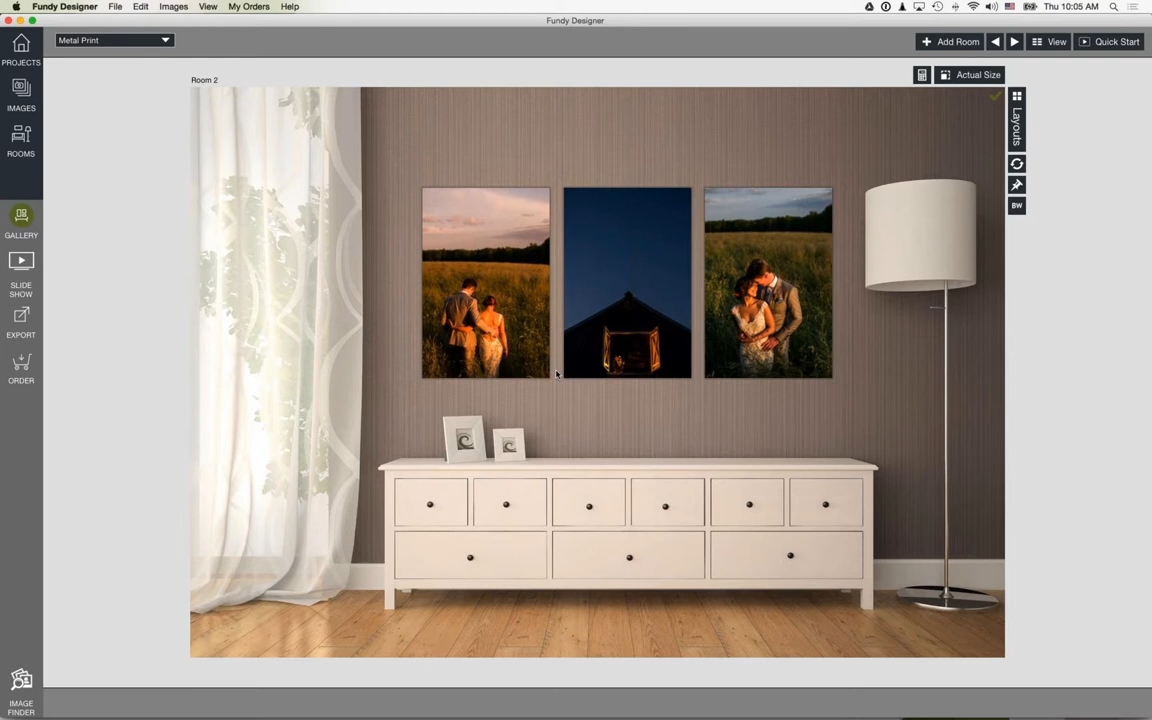 Fundy Designer File Edit Images View My Orders Help Thu 10:05 AM
Fundy Designer
Metal Print Add Room View Quick Start
PROJECTS
IMAGES
ROOMS
GALLERY
SLIDE
SHOW
EXPORT
ORDER
IMAGE
FINDER
Room 2
Actual Size
Layouts
BW